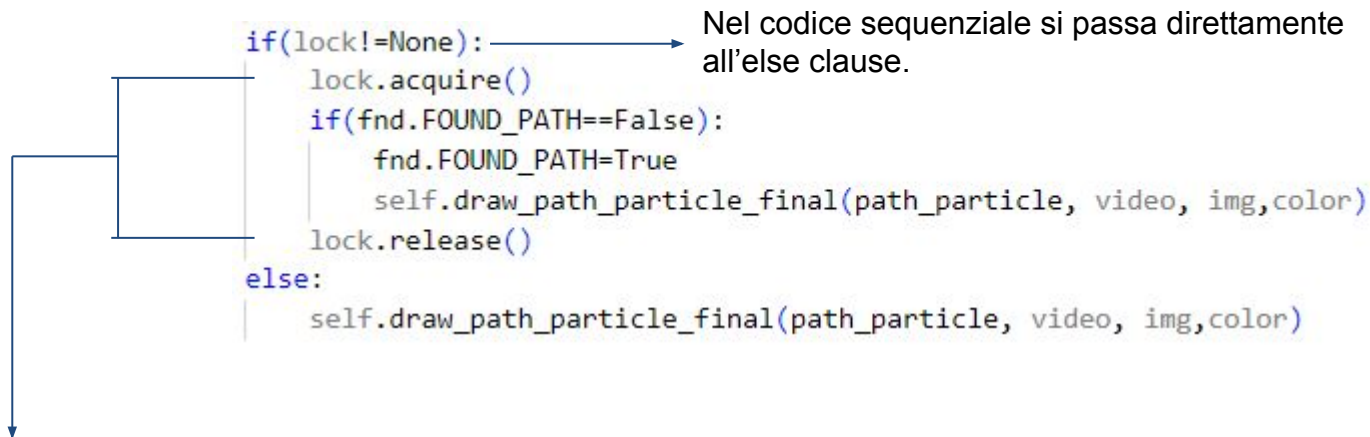 if(lock!=None):
Nel codice sequenziale si passa direttamente
all’else clause.
lock.acquire()
if(fnd.FOUND_PATH==False):
fnd.FOUND_PATH=True
self.draw_path_particle_final(path_particle, video, img,color)
lock.release()
else:
self.draw_path_particle_final(path_particle, video, img,color)